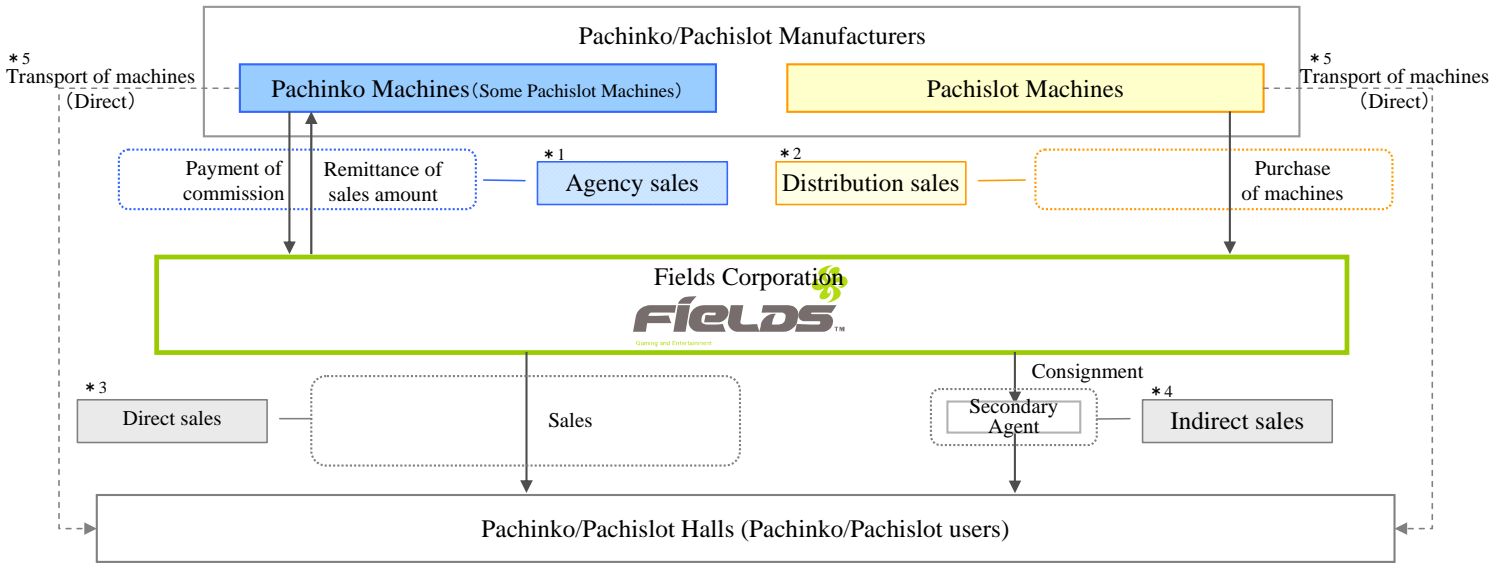 Pachinko/Pachislot Manufacturers
*5
Transport of machines
(Direct)
Pachinko Machines(Some Pachislot Machines)
Pachislot Machines
*5
Transport of machines
(Direct)
Payment of
commission
Remittance of
sales amount
*1
Agency sales
*2
Distribution sales
Purchase
of machines
Fields Corporation
FIELDS TM
Gaming and Entertainment
Consignment
*3
Direct sales
Sales
Secondary
Agent
*4
Indirect sales
Pachinko/Pachislot Halls (Pachinko/Pachislot users)